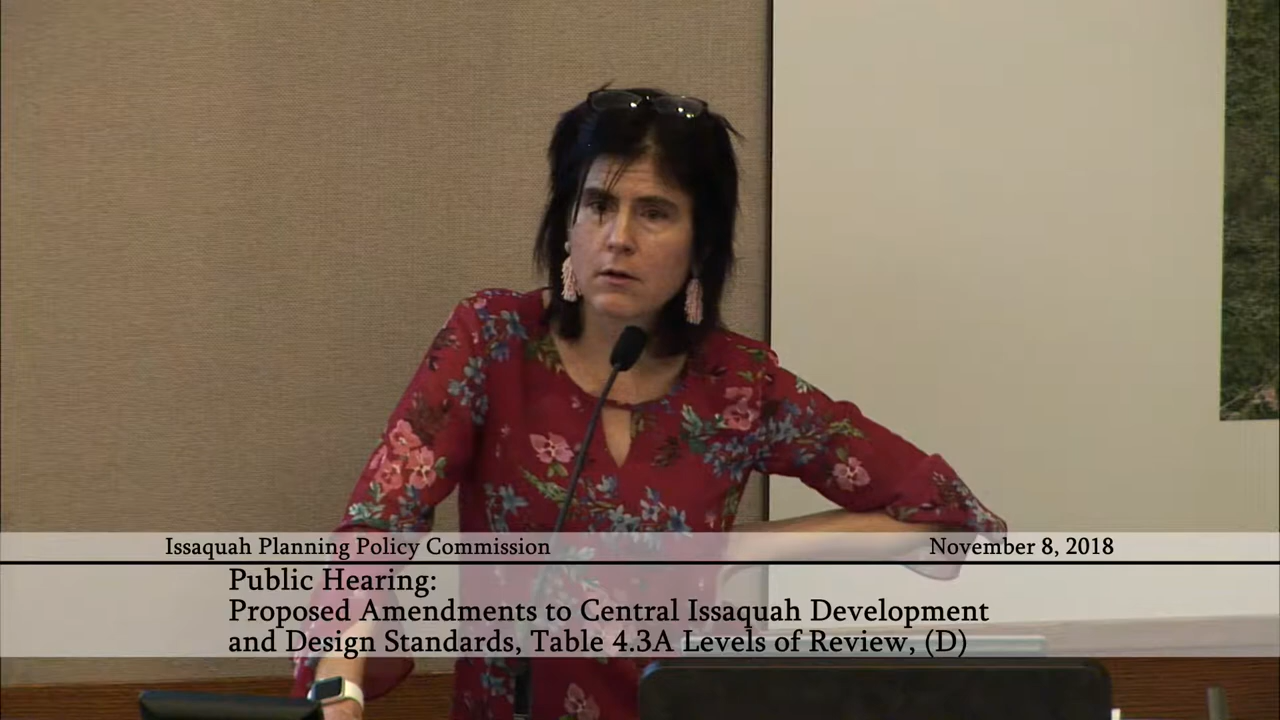 Issaquah Planning Policy Commission
November 8, 2018
Public Hearing:
Proposed Amendments to Central Issaquah Development
and Design Standards, Table 4.3A Levels of Review, (D)